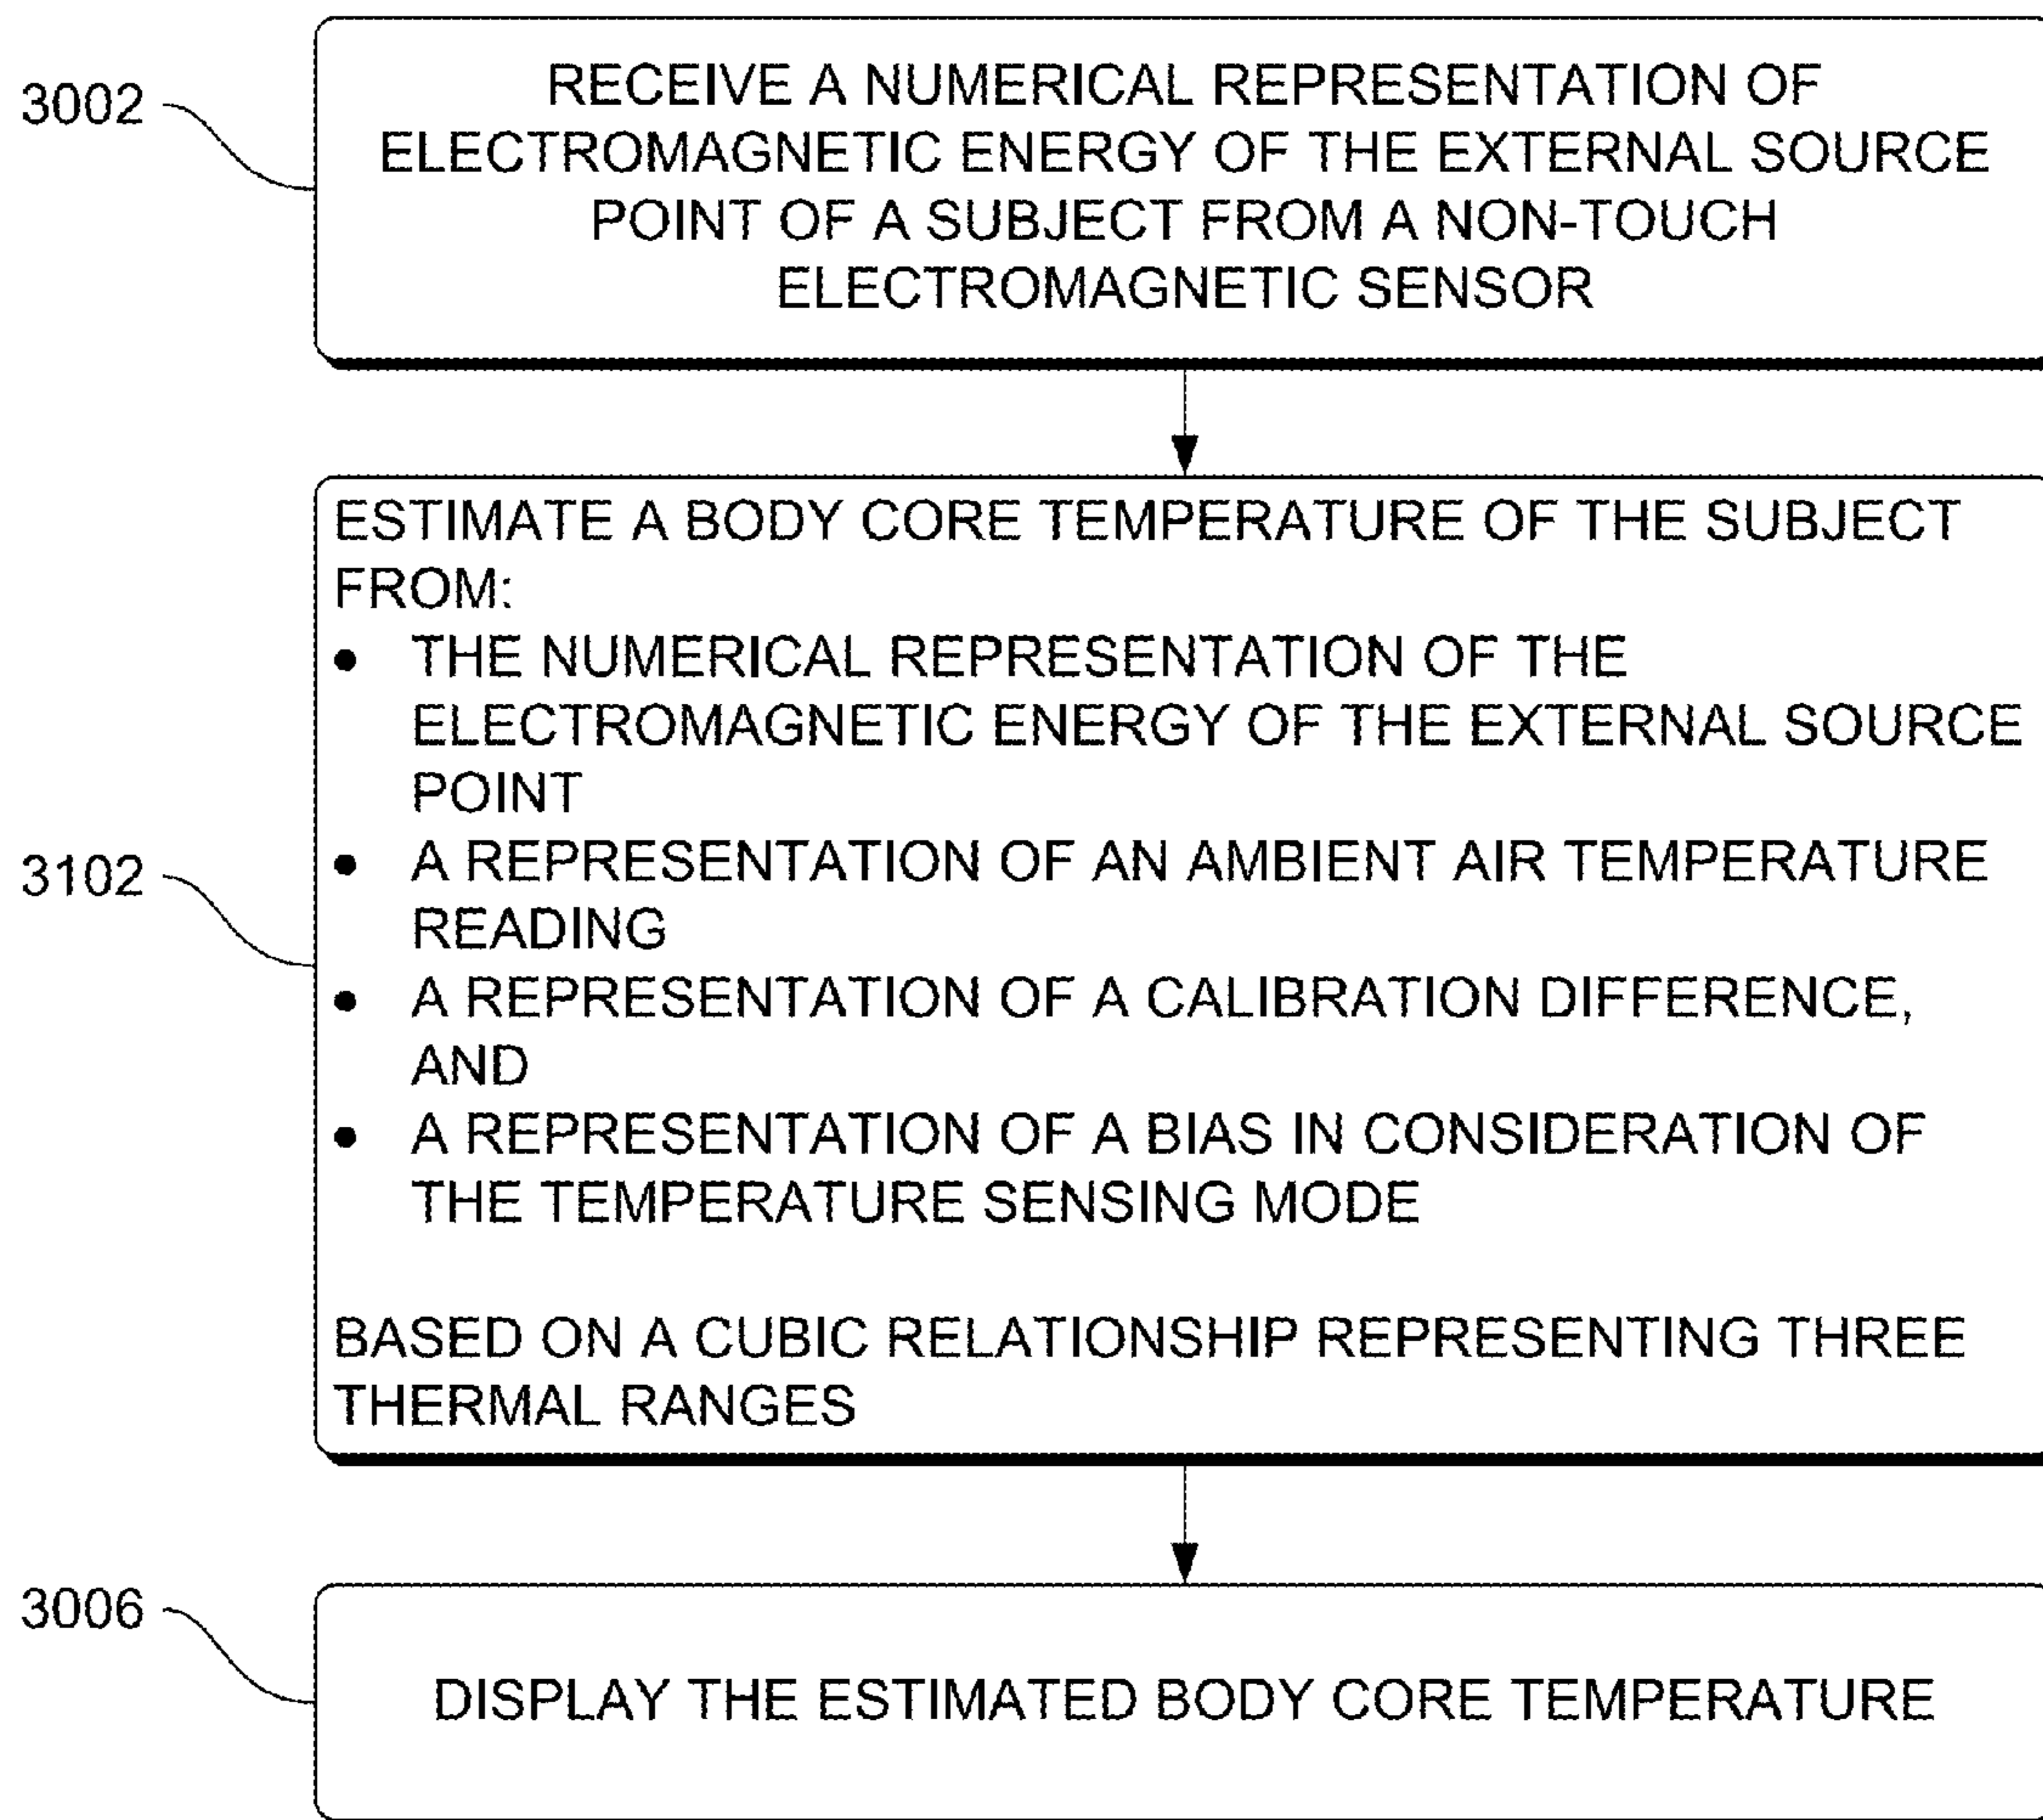 3002
RECEIVE A NUMERICAL REPRESENTATION OF
ELECTROMAGNETIC ENERGY OF THE EXTERNAL SOURCE
POINT OF A SUBJECT FROM A NON-TOUCH
ELECTROMAGNETIC SENSOR
3102
ESTIMATE A BODY CORE TEMPERATURE OF THE SUBJECT
FROM:
• THE NUMERICAL REPRESENTATION OF THE
ELECTROMAGNETIC ENERGY OF THE EXTERNAL SOURCE
POINT
• A REPRESENTATION OF AN AMBIENT AIR TEMPERATURE
READING
• A REPRESENTATION OF A CALIBRATION DIFFERENCE,
AND
• A REPRESENTATION OF A BIAS IN CONSIDERATION OF
THE TEMPERATURE SENSING MODE
BASED ON A CUBIC RELATIONSHIP REPRESENTING THREE
THERMAL RANGES
3006
DISPLAY THE ESTIMATED BODY CORE TEMPERATURE